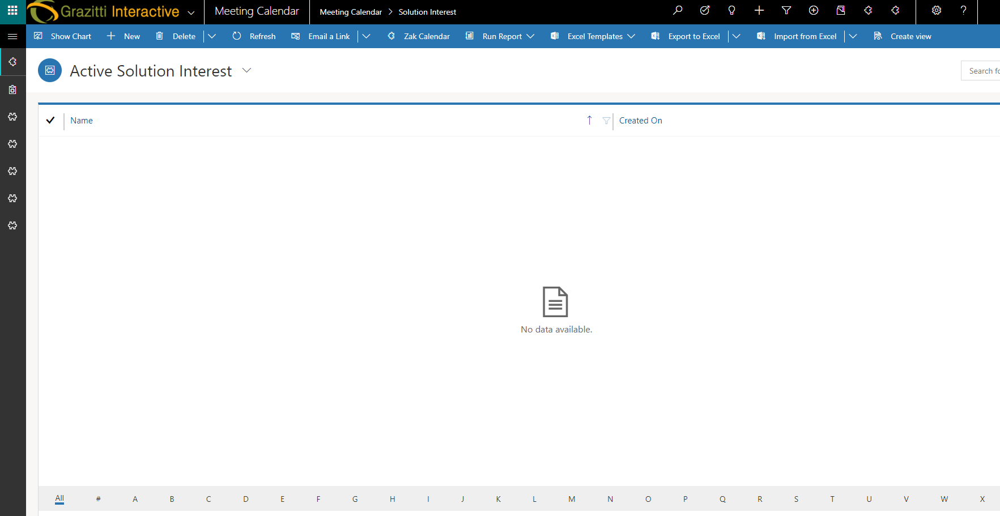 Grazitti Interactive
Meeting Calendar
Meeting Calendar > Solution Interest
?
Show Chart
New
Delete
Refresh
Email a Link
Zak Calendar
Run Report
Excel Templates
Export to Excel
Import from Excel
Create view
Active Solution Interest
Search fo
Name
Created On
No data available.
All # A B C D E F G H I J K L M N O P Q R S T U V W X